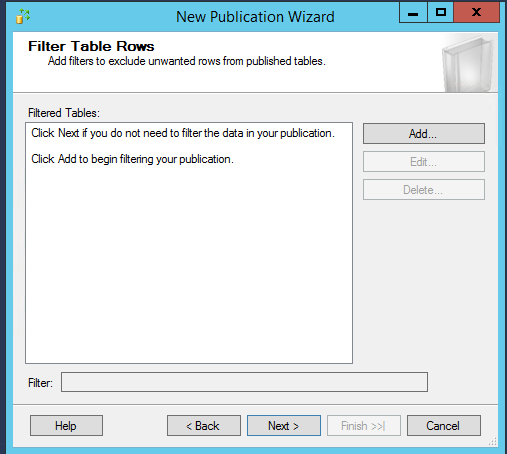 New Publication Wizard
Filter Table Rows
Add filters to exclude unwanted rows from published tables.
Filtered Tables:
Click Next if you do not need to filter the data in your publication.
Click Add to begin filtering your publication.
Add...
Edit...
Delete...
Filter:
Help
< Back
Next >
Finish >>|
Cancel